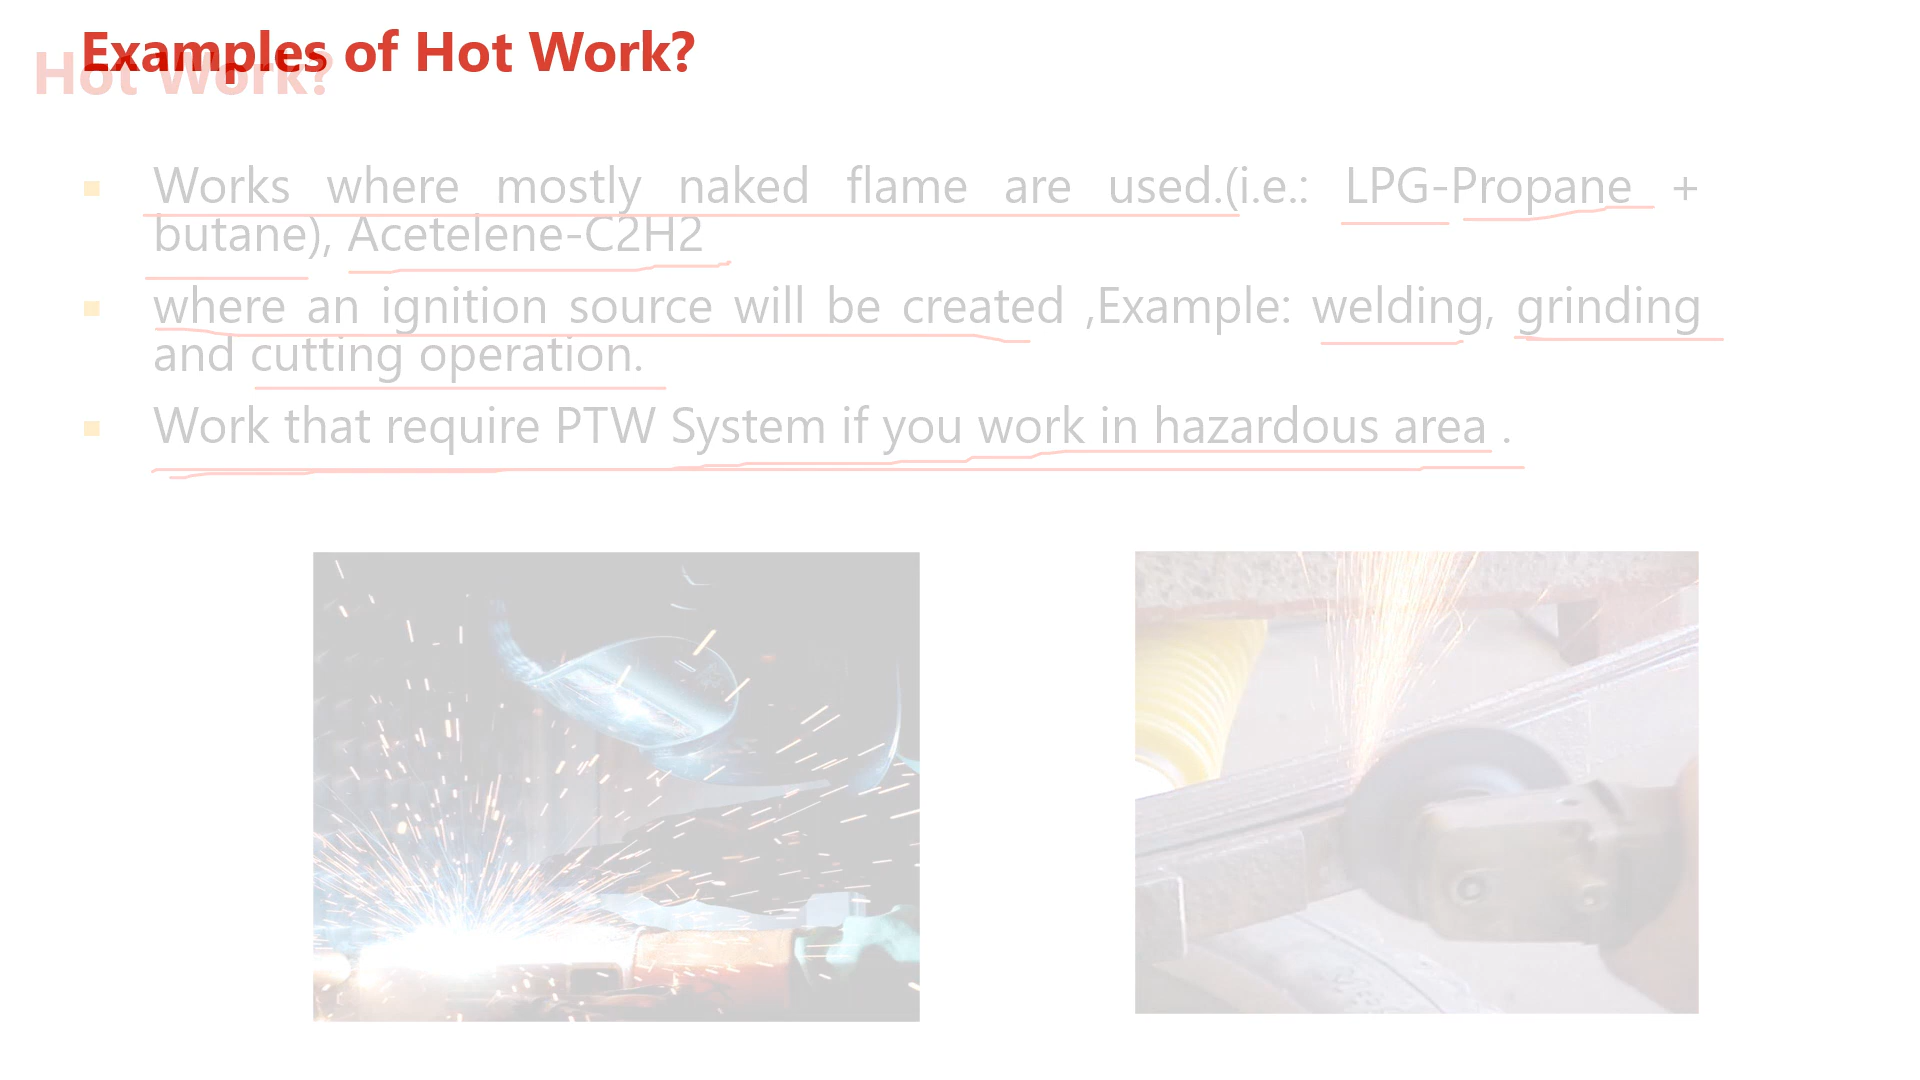 Examples of Hot Work?
Hot Work?
Works where mostly naked flame are used.(i.e.: LPG-Propane +
butane), Acetelene-C2H2
where an ignition source will be created ,Example: welding, grinding
and cutting operation.
Work that require PTW System if you work in hazardous area .